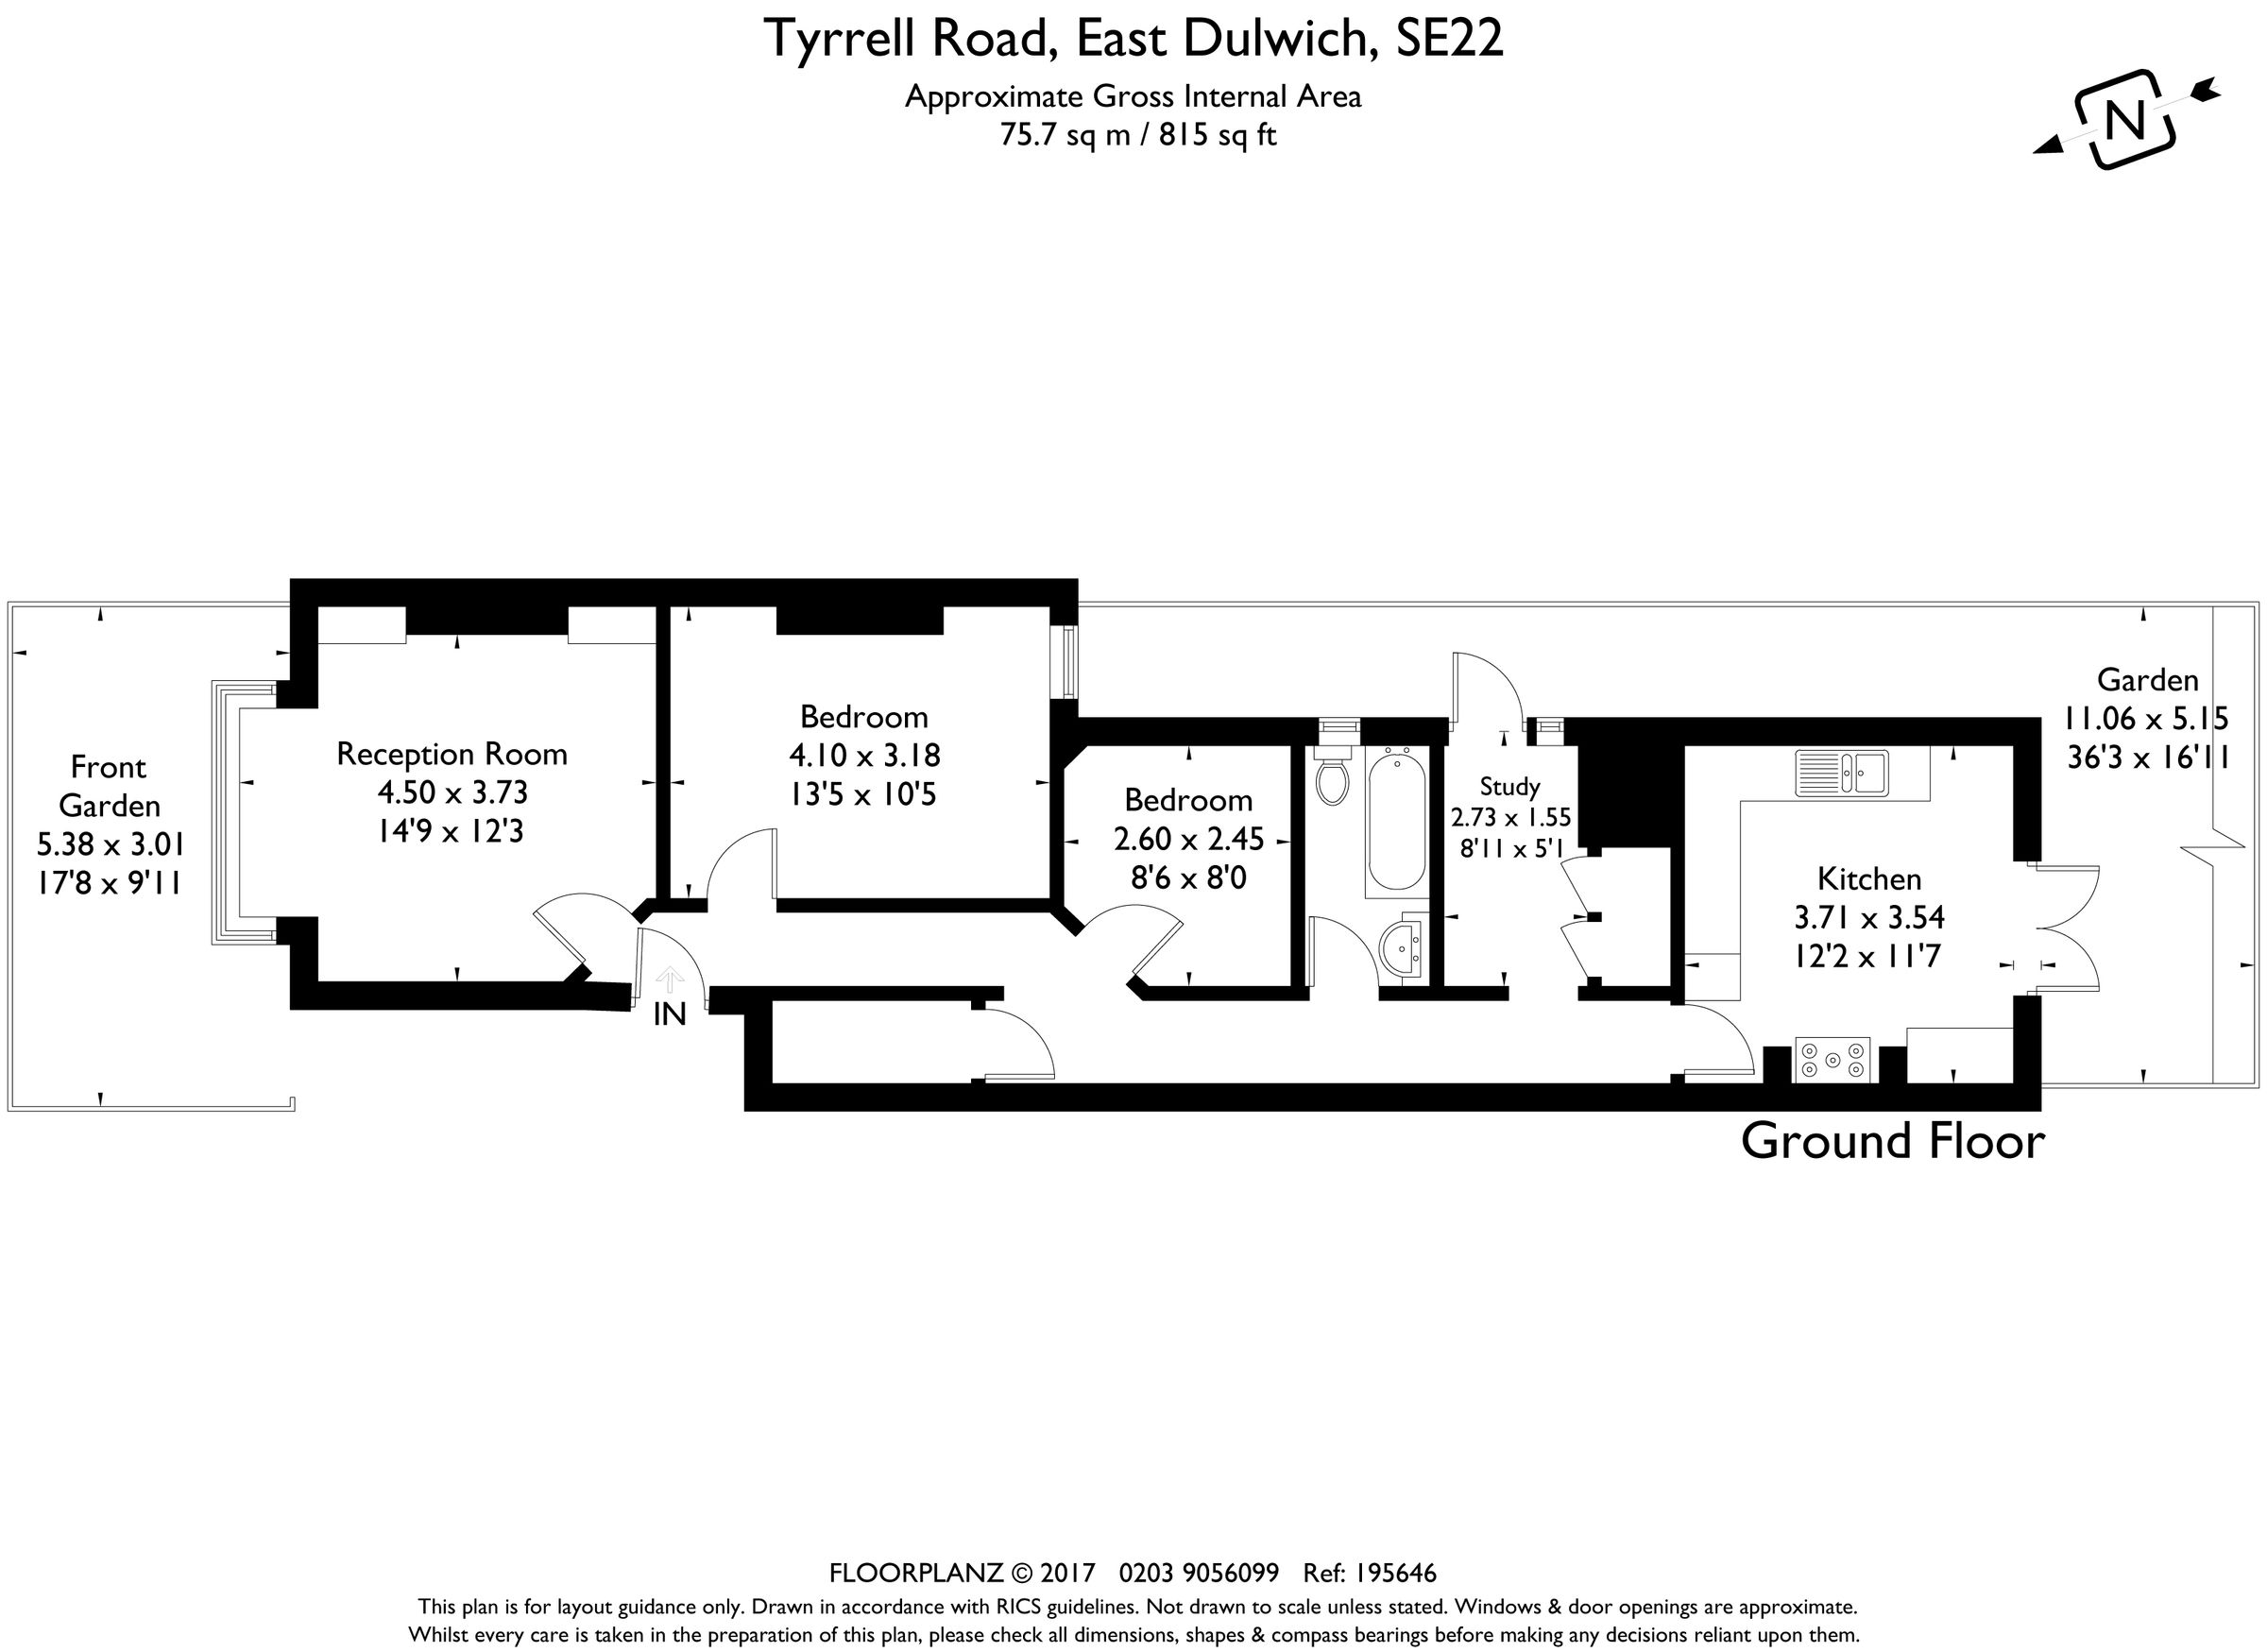 Tyrrell Road, East Dulwich, SE22
Approximate Gross Internal Area
75.7 sq m / 815 sq ft
N
Front
Garden
5.38 x 3.01
17'8 x 9'11
Reception Room
4.50 x 3.73
14'9 x 12'3
Bedroom
4.10 x 3.18
13'5 x 10'5
Bedroom
2.60 x 2.45
8'6 x 8'0
Study
2.73 x 1.55
8'11 x 5'1
Kitchen
3.71 x 3.54
12'2 x 11'7
Garden
11.06 x 5.15
36'3 x 16'11
IN
Ground Floor
FLOORPLANZ © 2017 0203 9056099 Ref: 195646
This plan is for layout guidance only. Drawn in accordance with RICS guidelines. Not drawn to scale unless stated. Windows & door openings are approximate.
Whilst every care is taken in the preparation of this plan, please check all dimensions, shapes & compass bearings before making any decisions reliant upon them.